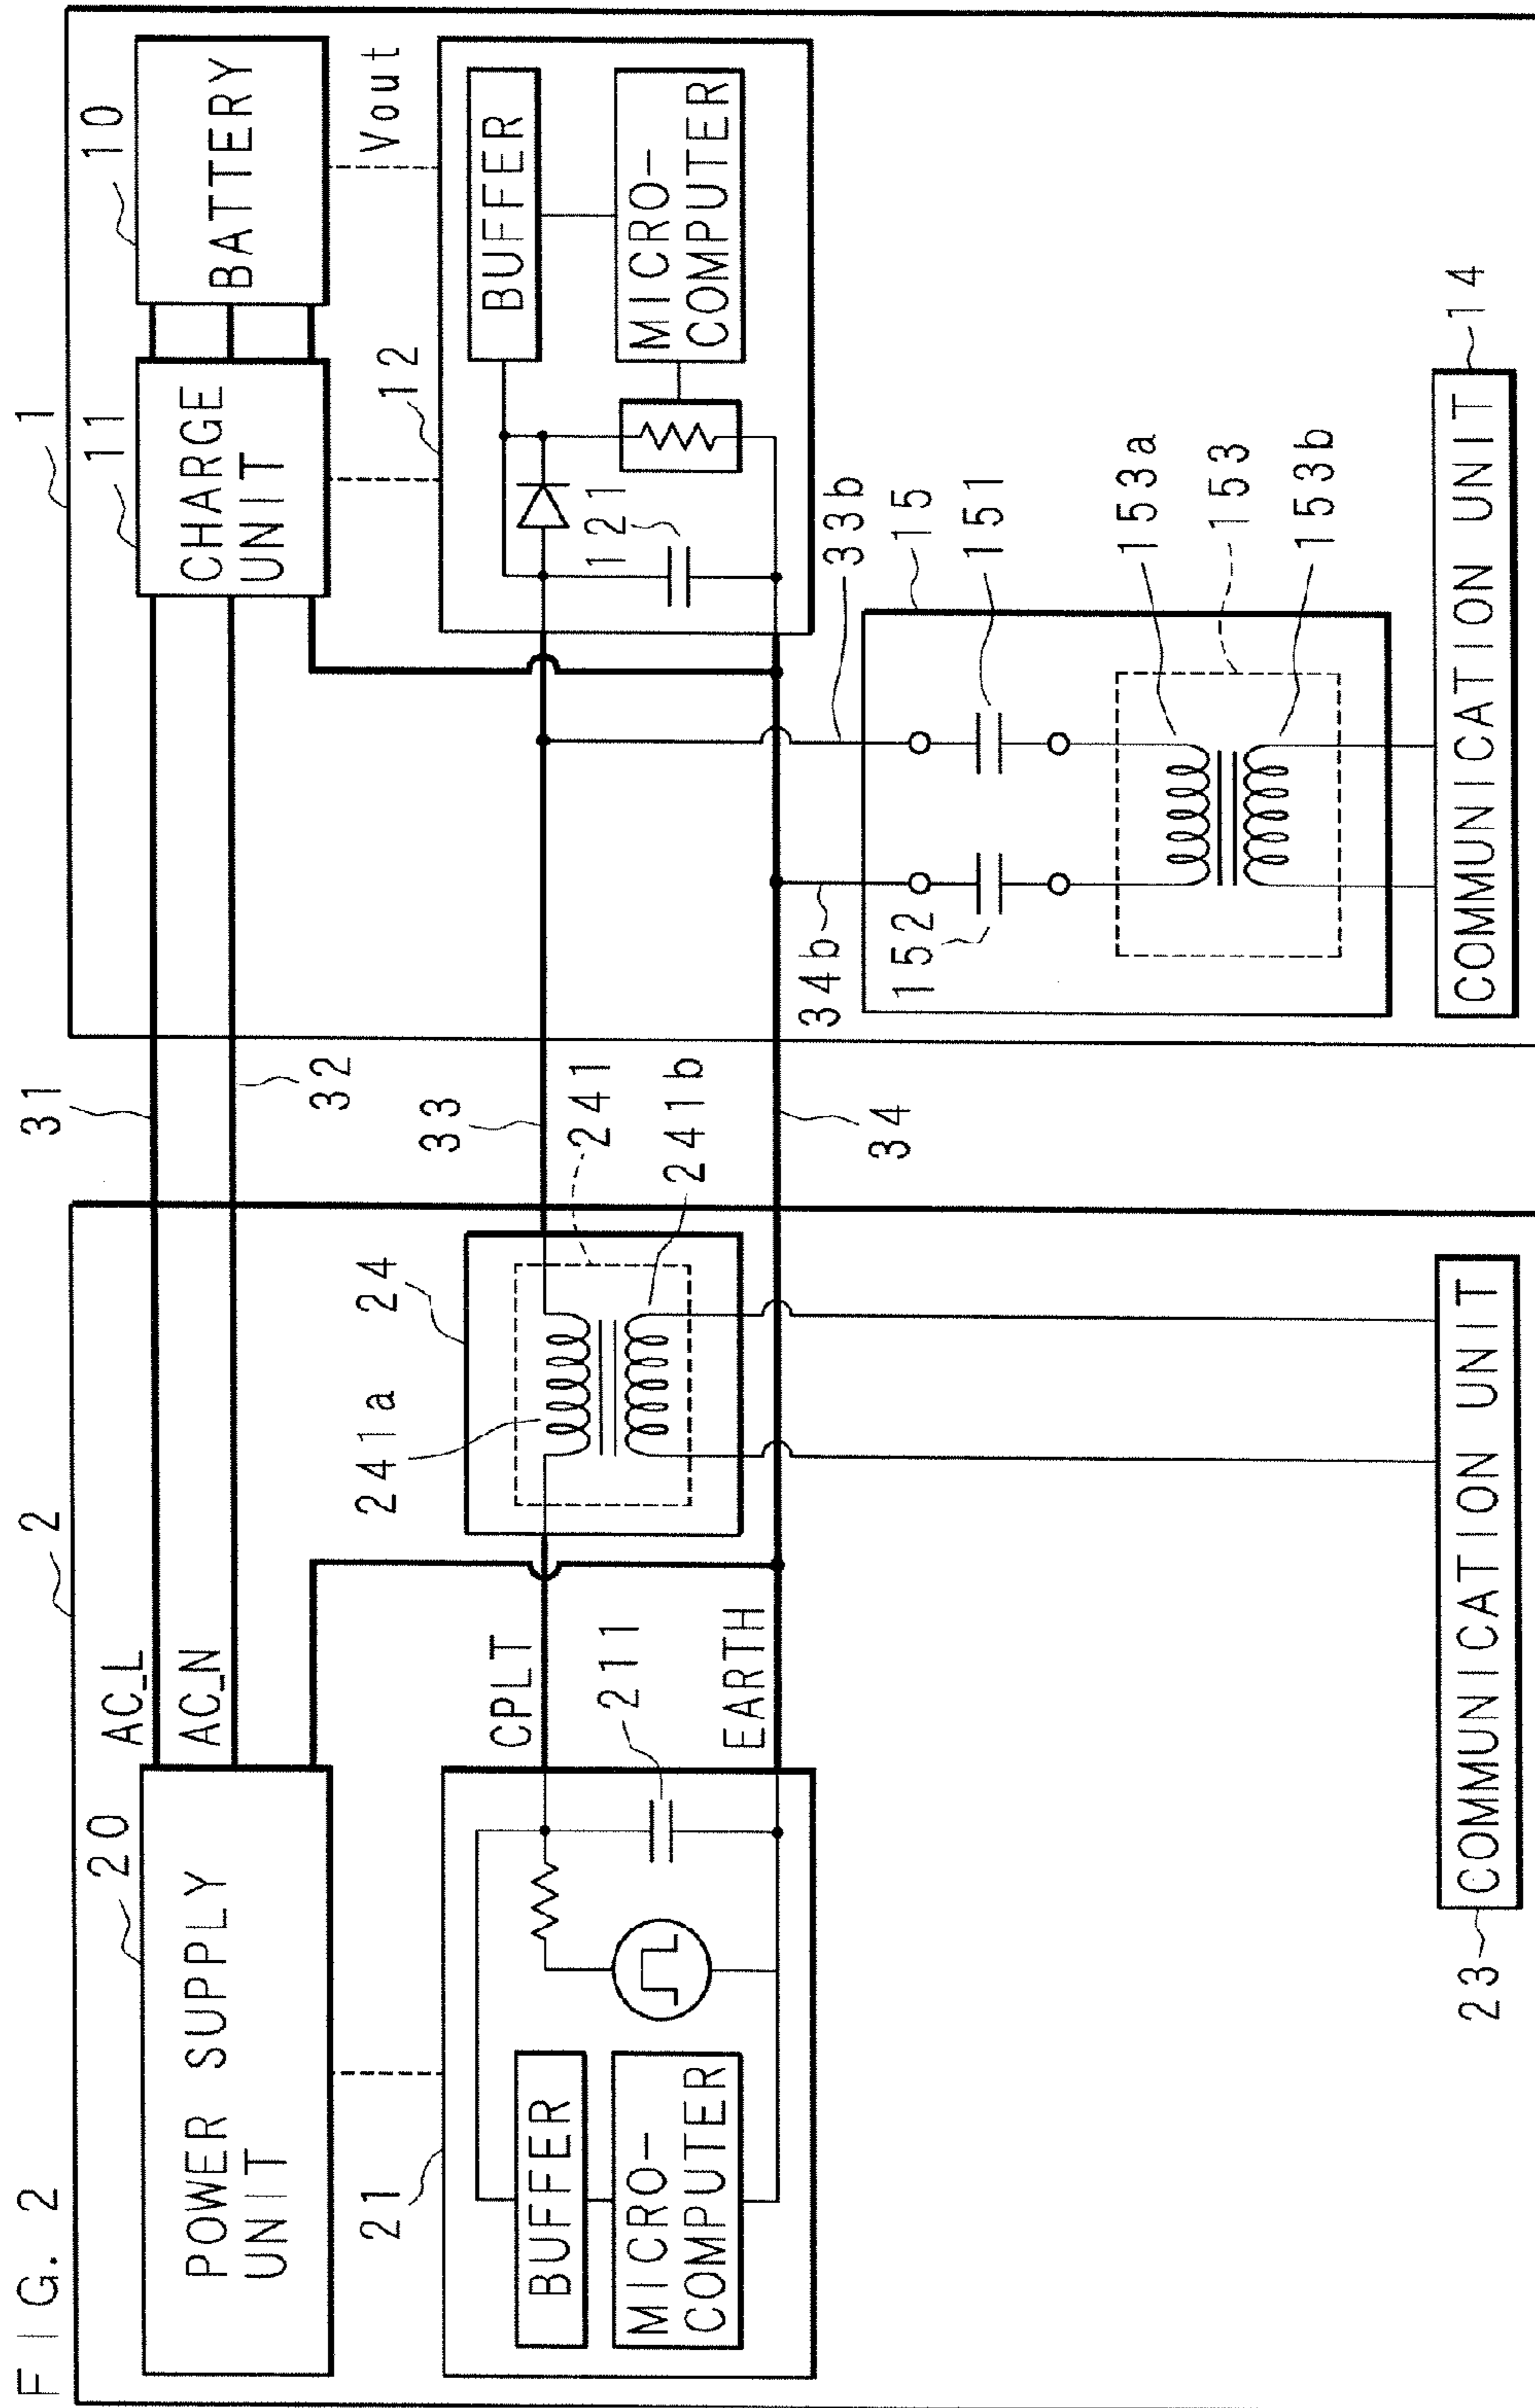 FIG. 2
2
1
20
POWER SUPPLY
UNIT
AC_L
AC_N
31
32
11
CHARGE
UNIT
10
BATTERY
Vout
21
BUFFER
MICRO-
COMPUTER
CPLT
211
EARTH
24
241a
241
241b
33
34
12
121
BUFFER
MICRO-
COMPUTER
33b
34b
15
151
152
153a
153
153b
23
COMMUNICATION UNIT
COMMUNICATION UNIT
14